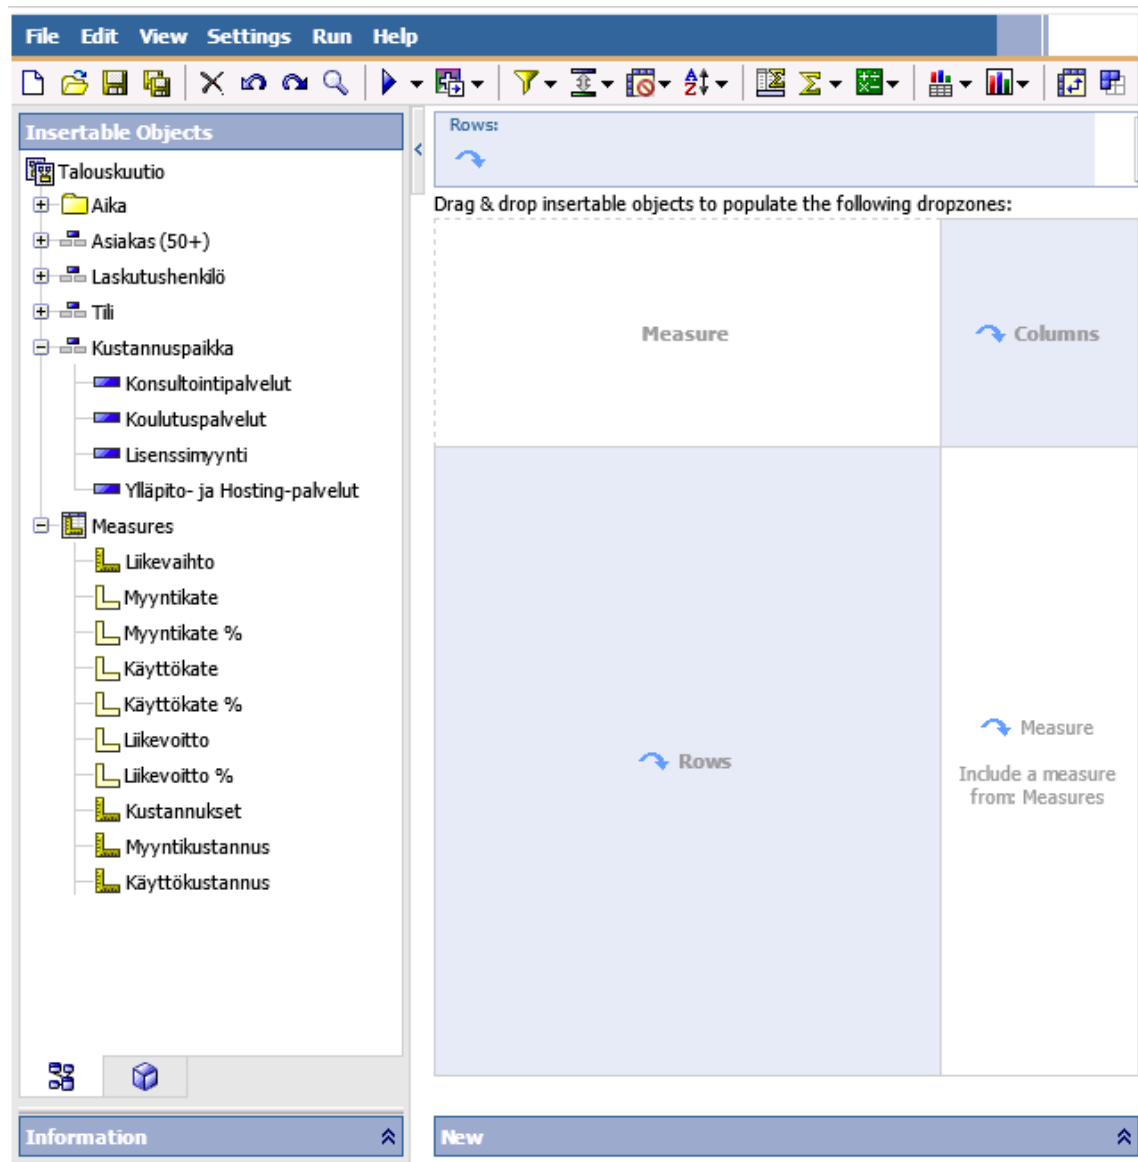 File Edit View Settings Run Help
Insertable Objects
Talouskuutio
Aika
Asiakas (50+)
Laskutushenkilö
Tili
Kustannuspaikka
Konsultointipalvelut
Koulutuspalvelut
Lisenssimyynti
Ylläpito- ja Hosting-palvelut
Measures
Liikevaihto
Myyntikate
Myyntikate %
Käyttökate
Käyttökate %
Liikevoitto
Liikevoitto %
Kustannukset
Myyntikustannus
Käyttökustannus
Information
Rows:
Drag & drop insertable objects to populate the following dropzones:
Measure
Columns
Rows
Measure
Include a measure
from: Measures
New